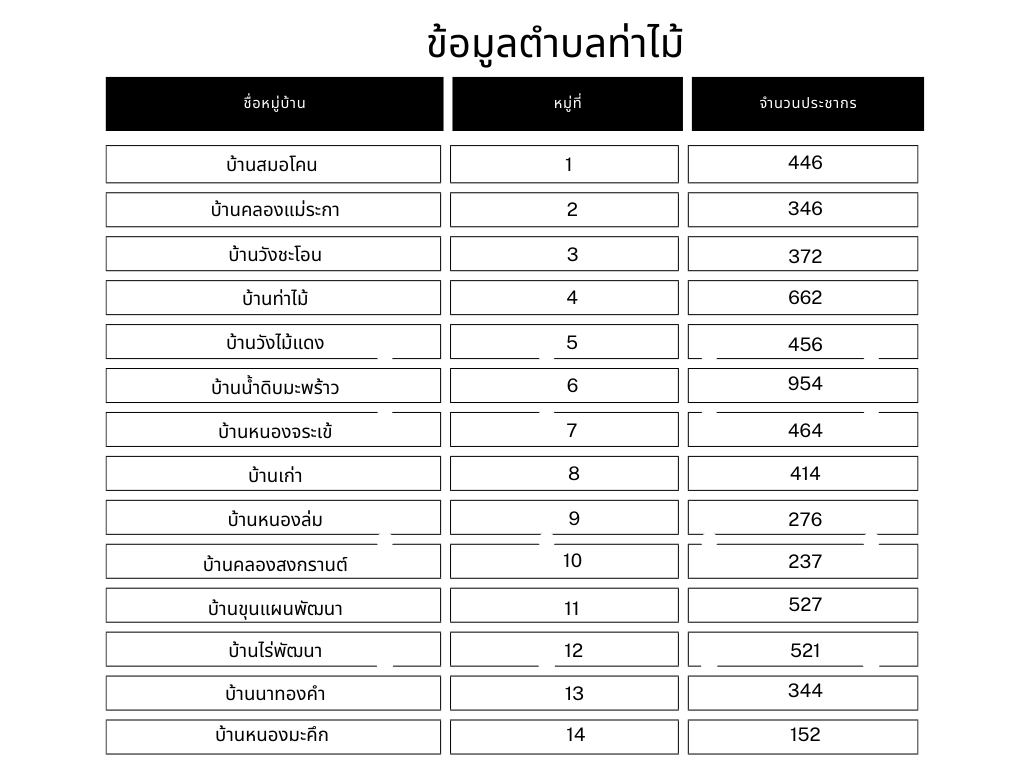 ข้อมูลตำบลท่าไม้
ชื่อหมู่บ้าน หมู่ที่ จำนวนประชากร
บ้านสมอโคน 1 446
บ้านคลองแม่ระกา 2 346
บ้านวังชะโอน 3 372
บ้านท่าไม้ 4 662
บ้านวังไม้แดง 5 456
บ้านน้ำดิบมะพร้าว 6 954
บ้านหนองจระเข้ 7 464
บ้านเก่า 8 414
บ้านหนองล่ม 9 276
บ้านคลองสงกรานต์ 10 237
บ้านขุนแผนพัฒนา 11 527
บ้านไร่พัฒนา 12 521
บ้านนาทองคำ 13 344
บ้านหนองมะคึก 14 152